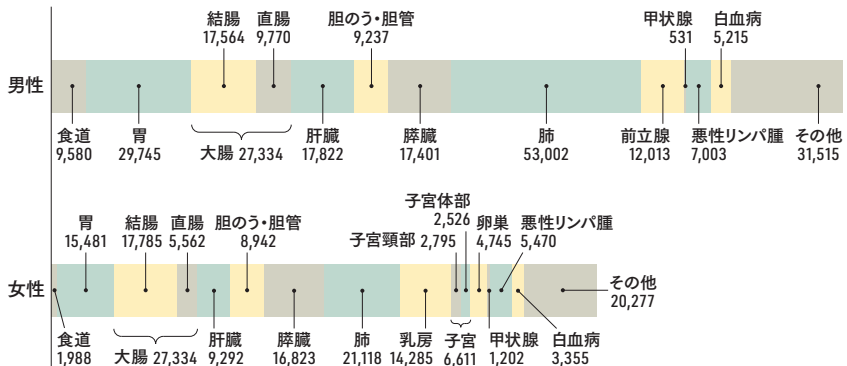 結腸
17,564
直腸
9,770
胆のう・胆管
9,237
甲状腺
531
白血病
5,215
男性
食道
9,580
胃
29,745
大腸 27,334
肝臓
17,822
膵臓
17,401
肺
53,002
前立腺
12,013
悪性リンパ腫
7,003
その他
31,515
胃
15,481
結腸
17,785
直腸
5,562
胆のう・胆管
8,942
子宮体部
2,526
子宮頸部 2,795
卵巣
4,745
悪性リンパ腫
5,470
女性
その他
20,277
食道
1,988
大腸 27,334
肝臓
9,292
膵臓
16,823
肺
21,118
乳房
14,285
子宮
6,611
甲状腺
1,202
白血病
3,355